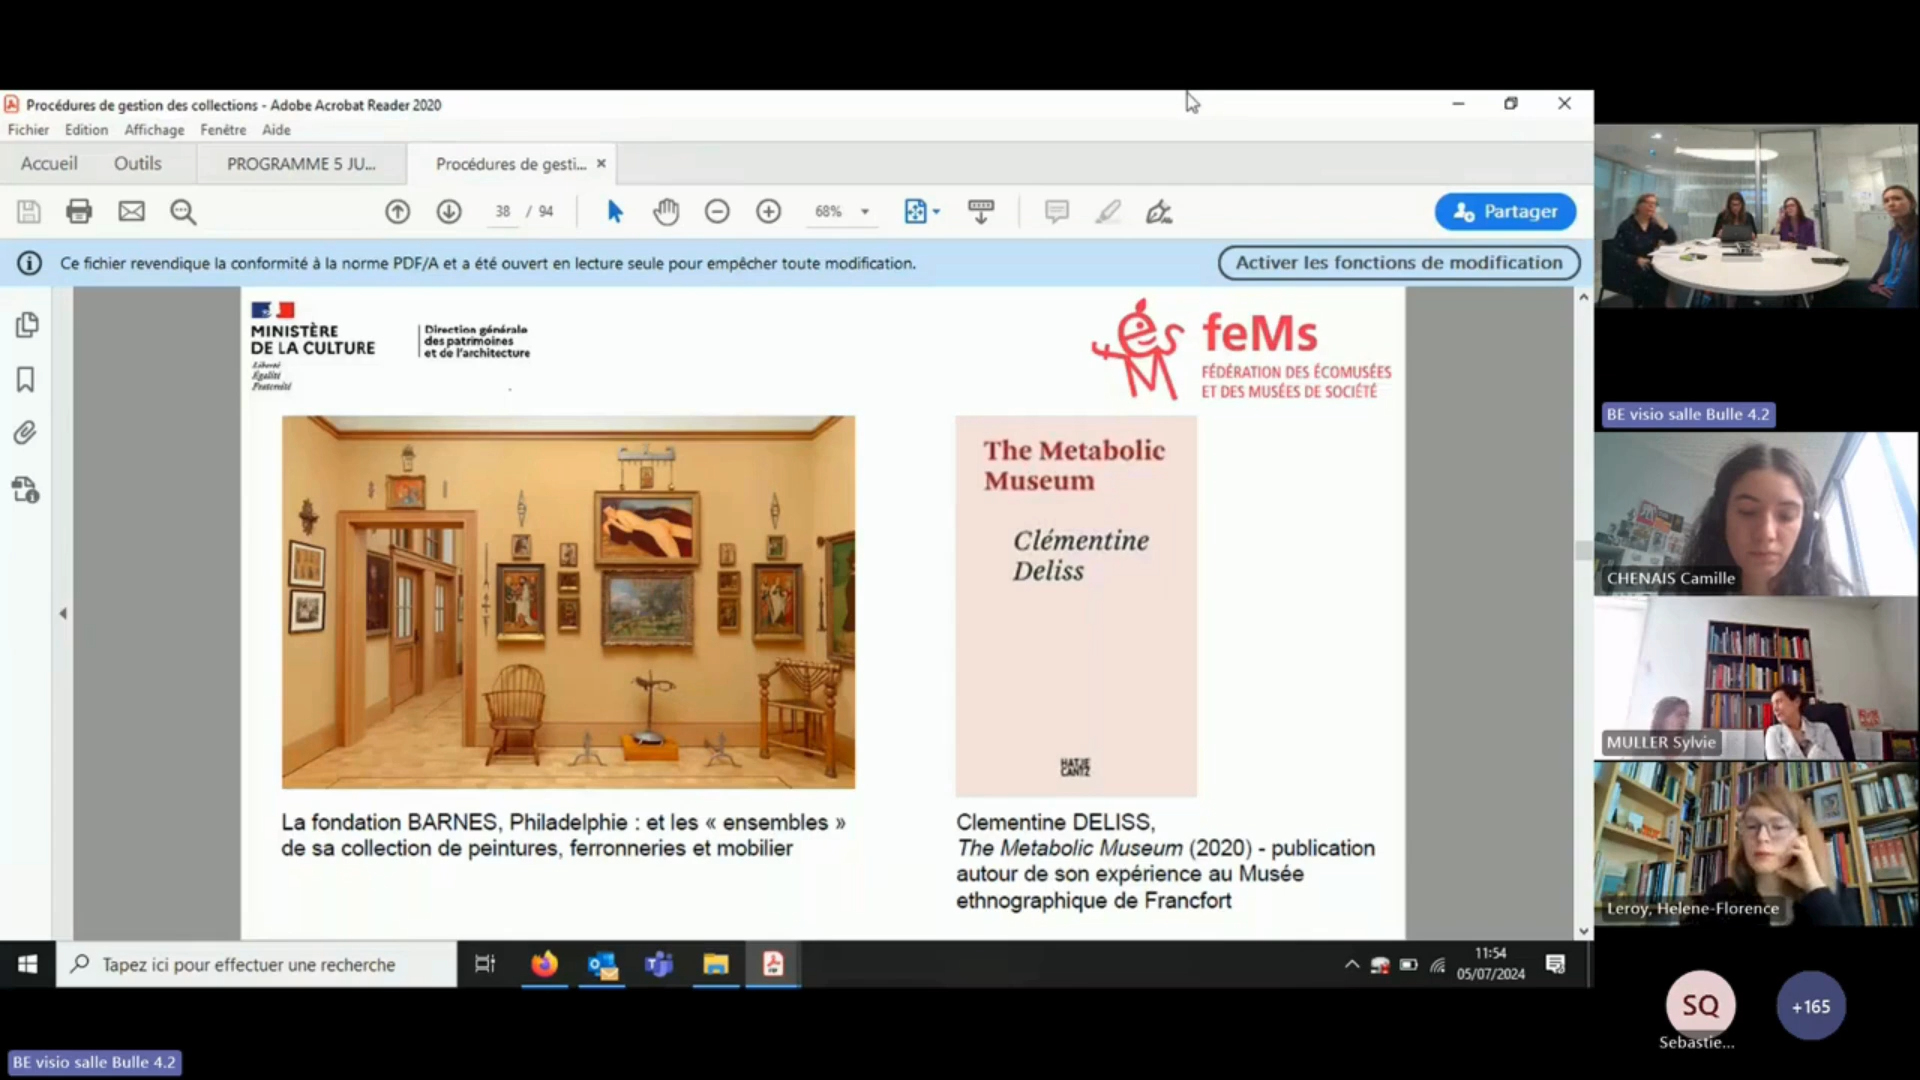 Procédures de gestion des collections - Adobe Acrobat Reader 2020
Fichier Edition Affichage Fenêtre Aide
Accueil Outils PROGRAMME 5 JU... Procédures de gesti...
38 / 94 68% Partager
Ce fichier revendique la conformité à la norme PDF/A et a été ouvert en lecture seule pour empêcher toute modification. Activer les fonctions de modification
MINISTÈRE
DE LA CULTURE
Liberté
Égalité
Fraternité
Direction générale
des patrimoines
et de l'architecture
feMs
FÉDÉRATION DES ÉCOMUSÉES
ET DES MUSÉES DE SOCIÉTÉ
The Metabolic
Museum
Clémentine
Deliss
HATJE
CANTZ
La fondation BARNES, Philadelphie : et les « ensembles »
de sa collection de peintures, ferronneries et mobilier
Clementine DELISS,
The Metabolic Museum (2020) - publication
autour de son expérience au Musée
ethnographique de Francfort
BE visio salle Bulle 4.2
CHENAIS Camille
MULLER Sylvie
Leroy, Helene-Florence
SQ
Sebastie...
+165
Tapez ici pour effectuer une recherche
11:54
05/07/2024
BE visio salle Bulle 4.2